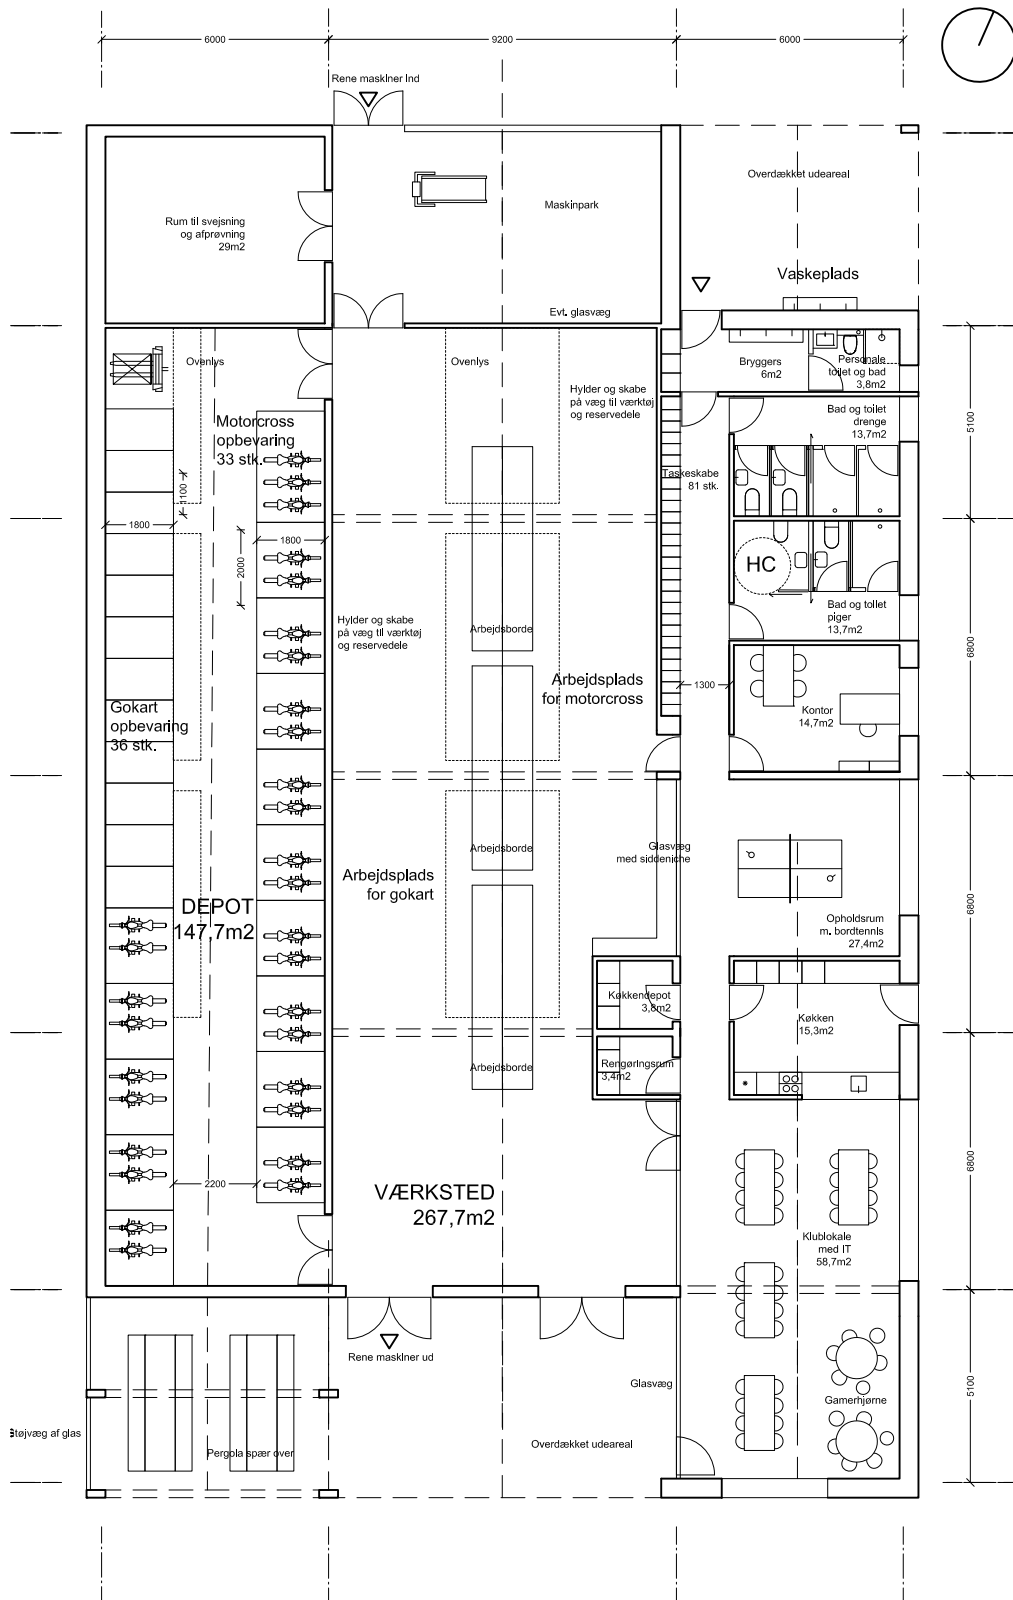 6000
9200
6000
Rene maskIner Ind
Overdækket udeareal
Maskinpark
Rum til svejsning
og afprøvning
29m2
Vaskeplads
Evt. glasvæg
Ovenlys
Ovenlys
Bryggers
6m2
Personale
toilet og bad
3,8m2
Hylder og skabe
på væg til værktøj
og reservedele
Motorcross
opbevaring
33 stk.
Bad og toilet
drenge
13,7m2
5100
Taskeskabe
81 stk.
1100
1800
1800
2000
HC
Hylder og skabe
på væg til værktøj
og reservedele
Arbejdsborde
Bad og toIlet
piger
13,7m2
6800
Arbejdsplads
for motorcross
1300
Gokart
opbevaring
36 stk.
Kontor
14,7m2
Glasvæg
med siddeniche
Arbejdsborde
Arbejdsplads
for gokart
DEPOT
147,7m2
Opholdsrum
m. bordtennIs
27,4m2
6800
Køkkendepot
3,8m2
Køkken
15,3m2
Arbejdsborde
RengørIngsrum
3,4m2
6800
2200
VÆRKSTED
267,7m2
Klublokale
med IT
58,7m2
Rene maskIner ud
Glasvæg
5100
Gamerhjørne
Støjvæg af glas
Pergola spær over
Overdækket udeareal